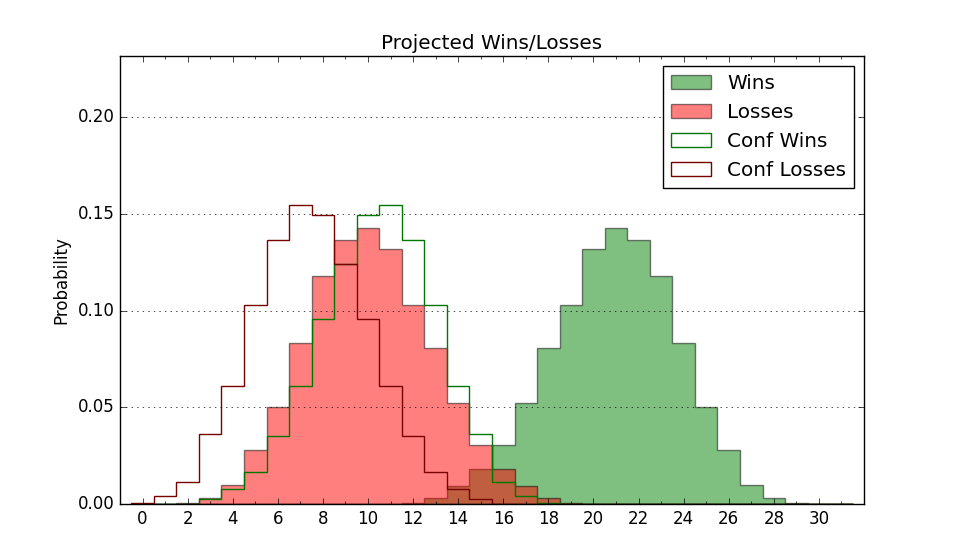 Projected Wins/Losses
Wins
Losses
Conf Wins
Conf Losses
Probability
0.20
0.15
0.10
0.05
0.00
0 2 4 6 8 10 12 14 16 18 20 22 24 26 28 30